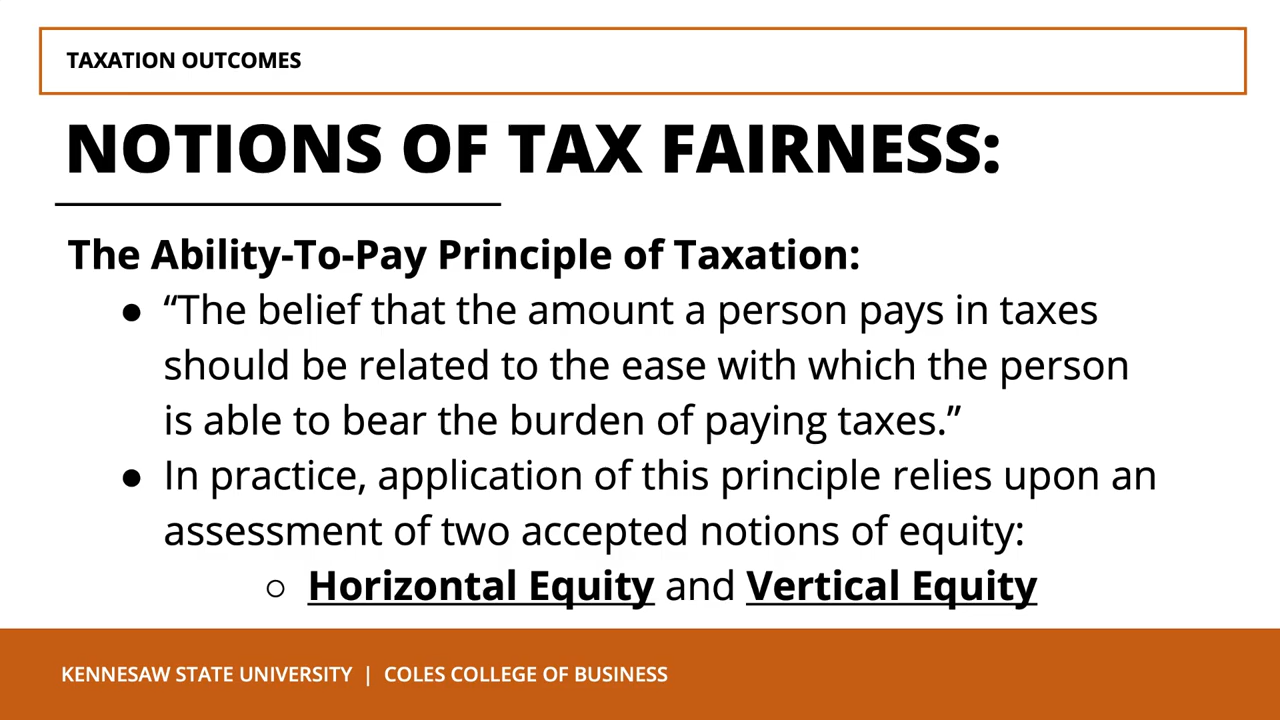 TAXATION OUTCOMES
NOTIONS OF TAX FAIRNESS:
The Ability-To-Pay Principle of Taxation:
● “The belief that the amount a person pays in taxes
should be related to the ease with which the person
is able to bear the burden of paying taxes.”
● In practice, application of this principle relies upon an
assessment of two accepted notions of equity:
○ Horizontal Equity and Vertical Equity
KENNESAW STATE UNIVERSITY | COLES COLLEGE OF BUSINESS